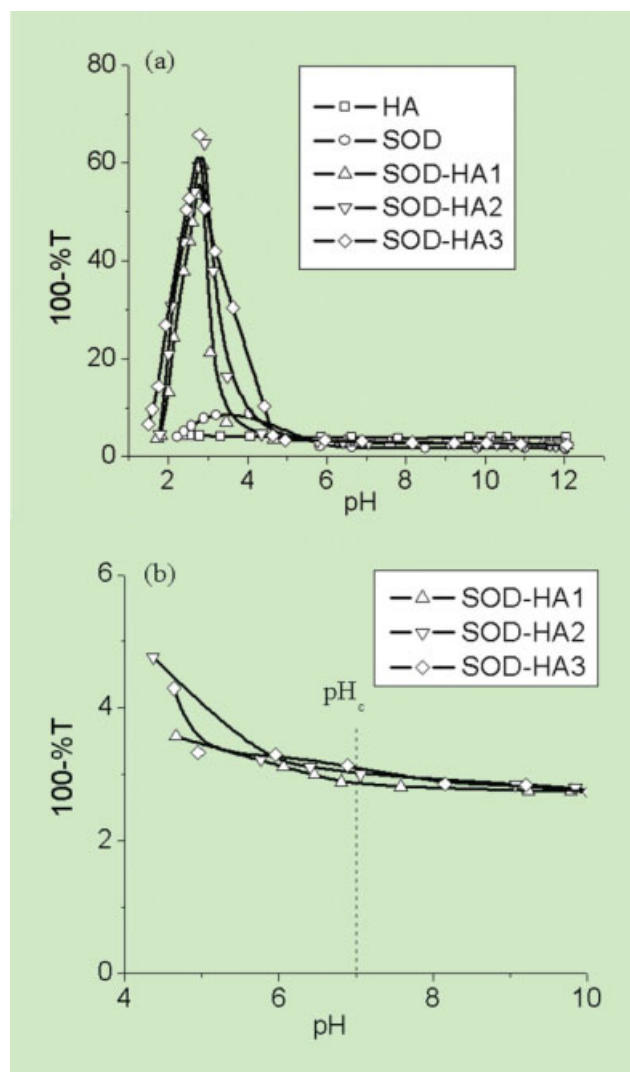 (a)
80
60
40
20
0
100-%T
HA
SOD
SOD-HA1
SOD-HA2
SOD-HA3
2 4 6 8 10 12
pH
(b)
6
4
2
0
100-%T
SOD-HA1
SOD-HA2
SOD-HA3
pHc
4 6 8 10
pH